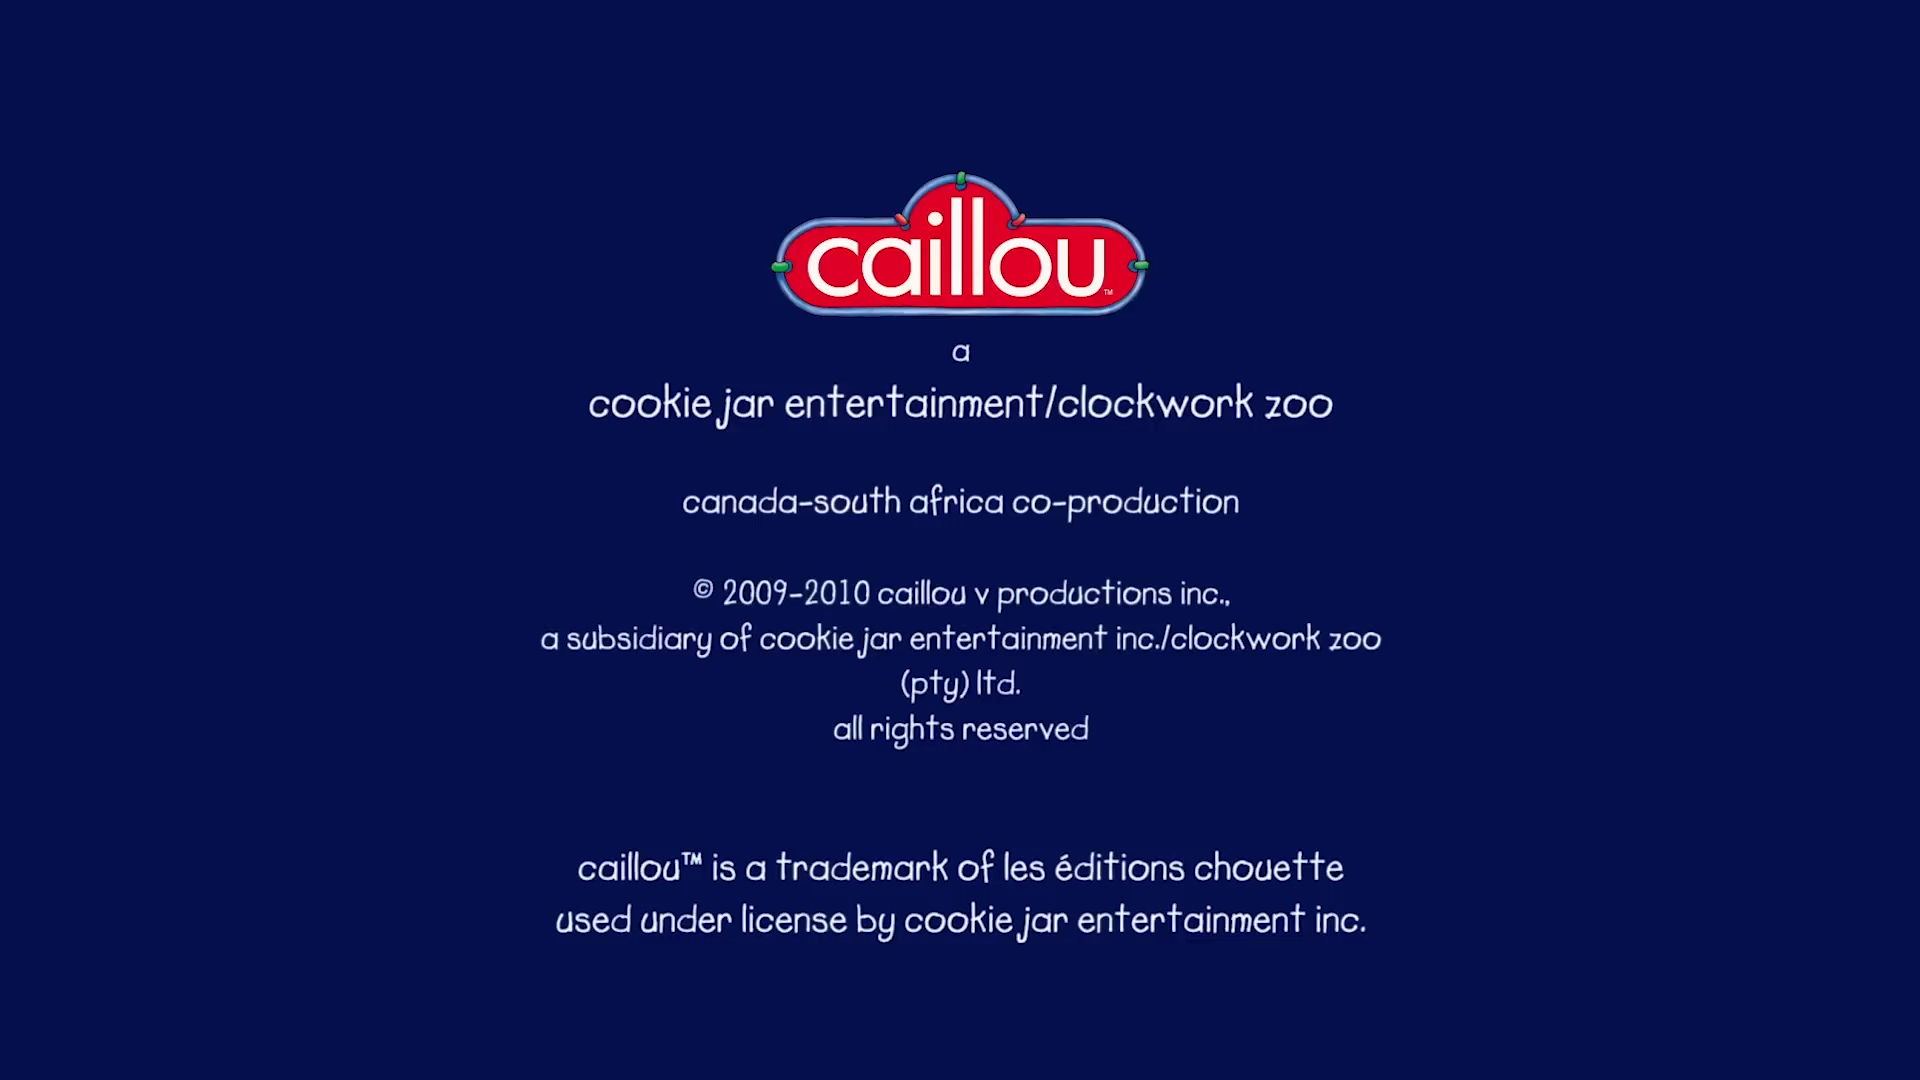 caillou™
a
cookie jar entertainment/clockwork zoo
canada-south africa co-production
© 2009-2010 caillou v productions inc.,
a subsidiary of cookie jar entertainment inc./clockwork zoo
(pty) ltd.
all rights reserved
caillou™ is a trademark of les éditions chouette
used under license by cookie jar entertainment inc.